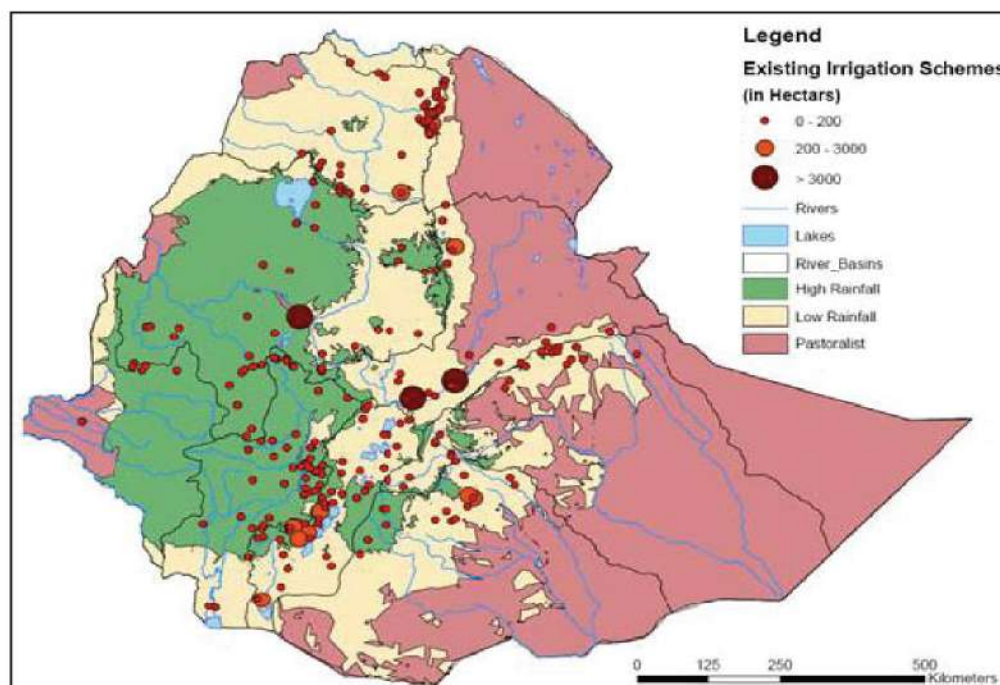 Legend
Existing Irrigation Schemes
(in Hectars)
0 - 200
200 - 3000
> 3000
Rivers
Lakes
River_Basins
High Rainfall
Low Rainfall
Pastoralist
0 125 250 500
Kilometers